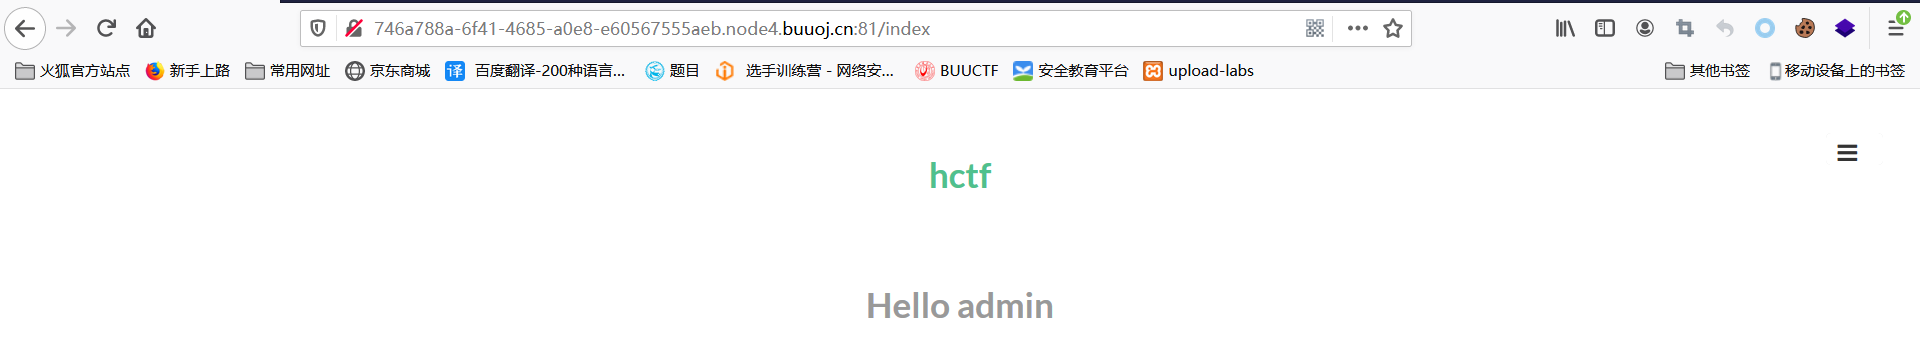 746a788a-6f41-4685-a0e8-e60567555aeb.node4.buuoj.cn:81/index
火狐官方站点 新手上路 常用网址 京东商城 译 百度翻译-200种语言... 题目 选手训练营 - 网络安... BUUCTF 安全教育平台 upload-labs 其他书签 移动设备上的书签
hctf
Hello admin